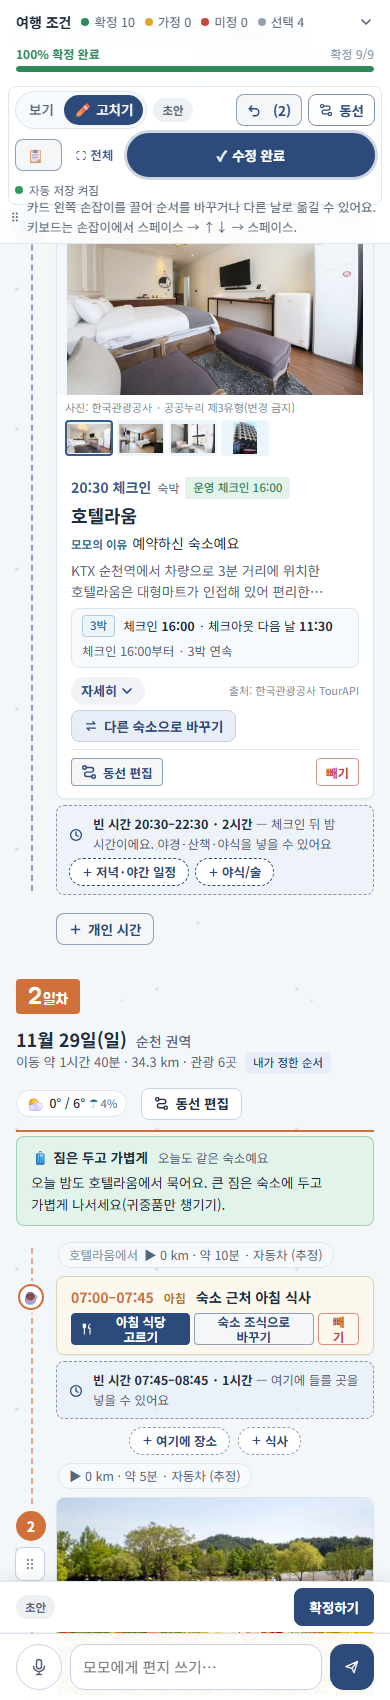 여행 조건 확정 10 가정 0 미정 0 선택 4
100% 확정 완료 확정 9/9
보기 고치기 초안 (2) 동선
전체 ✓ 수정 완료
자동 저장 켜짐
카드 왼쪽 손잡이를 끌어 순서를 바꾸거나 다른 날로 옮길 수 있어요.
키보드는 손잡이에서 스페이스 → ↑↓ → 스페이스.
사진: 한국관광공사 · 공공누리 제3유형(변경 금지)
20:30 체크인 숙박 운영 체크인 16:00
호텔라움
모모의 이유 예약하신 숙소예요
KTX 순천역에서 차량으로 3분 거리에 위치한
호텔라움은 대형마트가 인접해 있어 편리한…
3박 체크인 16:00 · 체크아웃 다음 날 11:30
체크인 16:00부터 · 3박 연속
자세히 출처: 한국관광공사 TourAPI
다른 숙소으로 바꾸기
동선 편집 빼기
빈 시간 20:30–22:30 · 2시간 — 체크인 뒤 밤
시간이에요. 야경·산책·야식을 넣을 수 있어요
+ 저녁·야간 일정 + 야식/술
+ 개인 시간
2일차
11월 29일(일) 순천 권역
이동 약 1시간 40분 · 34.3 km · 관광 6곳 내가 정한 순서
0° / 6° 4% 동선 편집
짐은 두고 가볍게 오늘도 같은 숙소예요
오늘 밤도 호텔라움에서 묵어요. 큰 짐은 숙소에 두고
가볍게 나서세요(귀중품만 챙기기).
호텔라움에서 ▶ 0 km · 약 10분 · 자동차 (추정)
07:00–07:45 아침 숙소 근처 아침 식사
아침 식당
고르기
숙소 조식으로
바꾸기
빼
기
빈 시간 07:45–08:45 · 1시간 — 여기에 들를 곳을
넣을 수 있어요
+ 여기에 장소 + 식사
▶ 0 km · 약 5분 · 자동차 (추정)
2
초안 확정하기
모모에게 편지 쓰기…